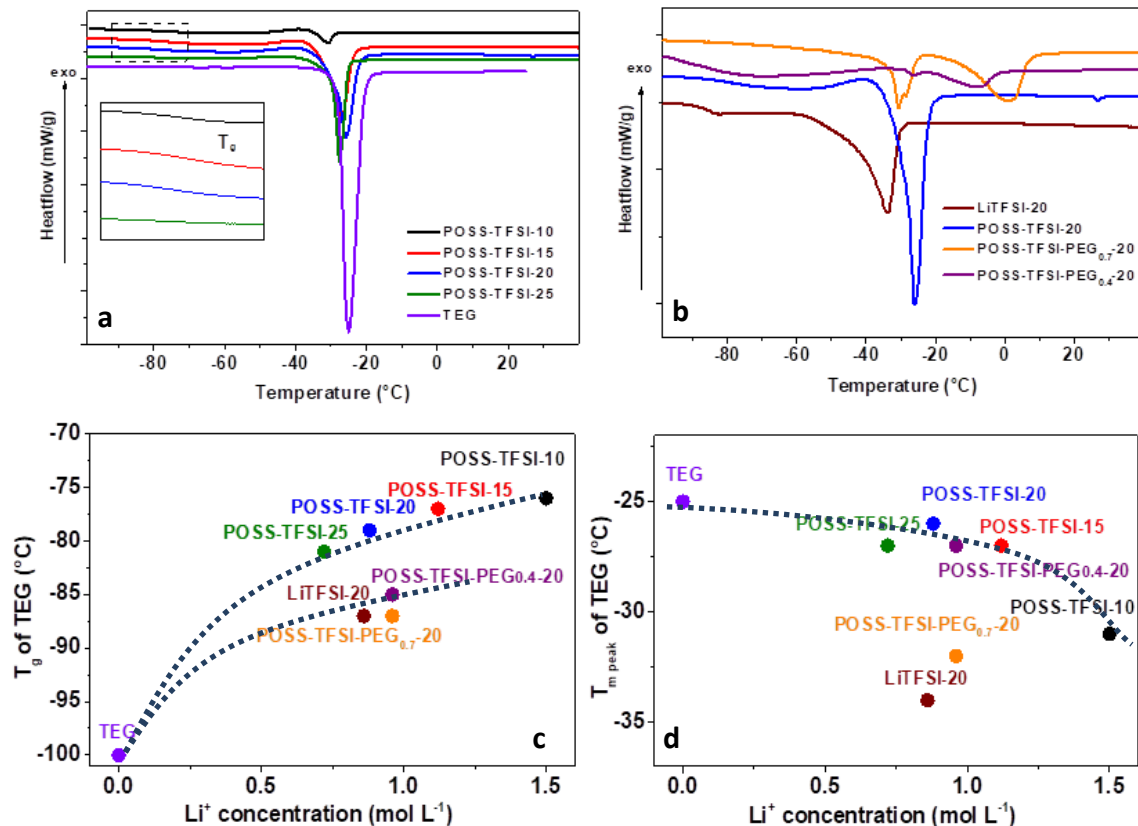 exo
Heatflow (mW/g)
Tg
POSS-TFSI-10
POSS-TFSI-15
POSS-TFSI-20
POSS-TFSI-25
TEG
a
-80 -60 -40 -20 0 20
Temperature (°C)
exo
Heatflow (mW/g)
LiTFSI-20
POSS-TFSI-20
POSS-TFSI-PEG0.7-20
POSS-TFSI-PEG0.4-20
b
-80 -60 -40 -20 0 20
Temperature (°C)
-70
-75
-80
-85
-90
-95
-100
Tg of TEG (°C)
POSS-TFSI-10
POSS-TFSI-15
POSS-TFSI-20
POSS-TFSI-25
POSS-TFSI-PEG0.4-20
LiTFSI-20
POSS-TFSI-PEG0.7-20
TEG
c
0.0 0.5 1.0 1.5
Li+ concentration (mol L-1)
-25
-30
-35
Tm peak of TEG (°C)
TEG
POSS-TFSI-20
POSS-TFSI-25
POSS-TFSI-15
POSS-TFSI-PEG0.4-20
POSS-TFSI-10
POSS-TFSI-PEG0.7-20
LiTFSI-20
d
0.0 0.5 1.0 1.5
Li+ concentration (mol L-1)